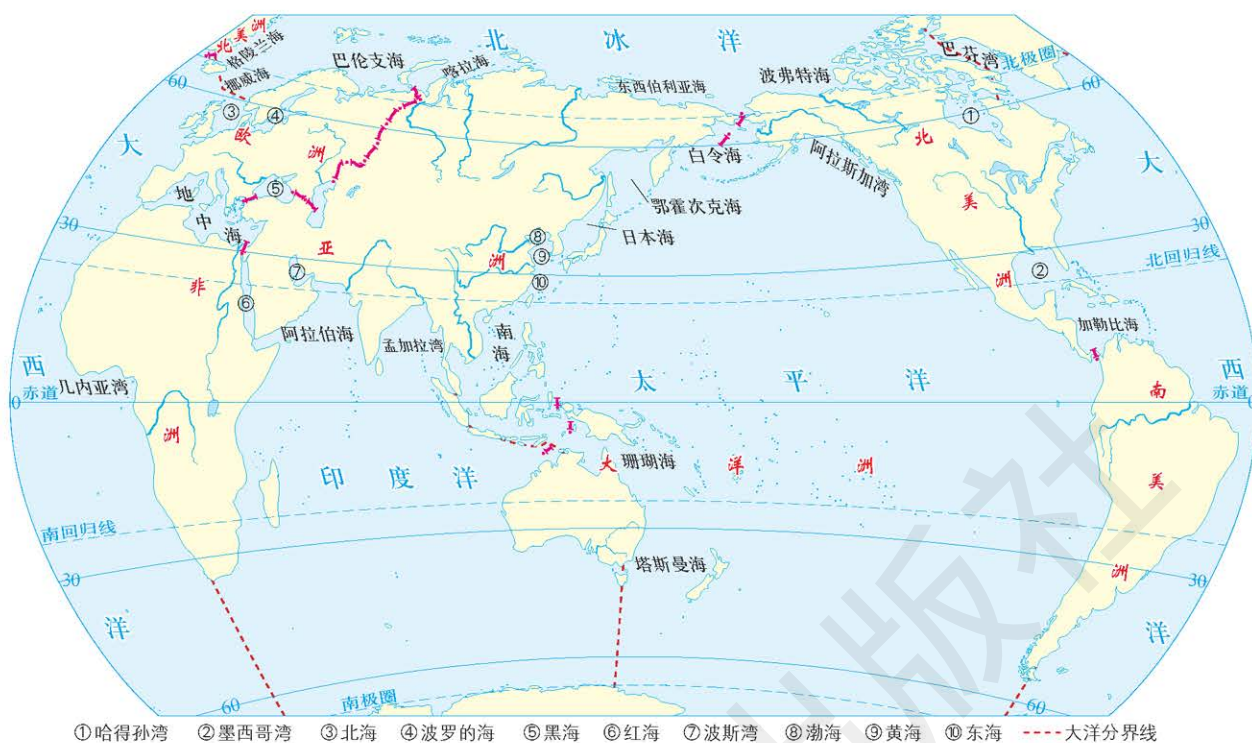 北美洲
格陵兰海
挪威海
巴伦支海
喀拉海
北冰洋
东西伯利亚海
波弗特海
巴芬湾
北极圈
60
60
③
④
①
欧洲
大
白令海
阿拉斯加湾
北美洲
大
地中海
⑤
鄂霍次克海
日本海
30
30
亚洲
⑧
⑨
⑩
⑦
⑥
非洲
②
北回归线
阿拉伯海
孟加拉湾
南海
加勒比海
西
赤道
0
几内亚湾
太平洋
南美洲
西
赤道
0
印度洋
大洋洲
珊瑚海
南回归线
30
塔斯曼海
30
洋
洋
60
南极圈
60
①哈得孙湾 ②墨西哥湾 ③北海 ④波罗的海 ⑤黑海 ⑥红海 ⑦波斯湾 ⑧渤海 ⑨黄海 ⑩东海 大洋分界线
版社